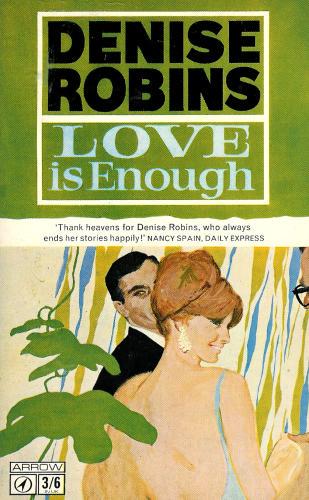 DENISE
ROBINS
LOVE
is Enough
'Thank heavens for Denise Robins, who always
ends her stories happily!' NANCY SPAIN, DAILY EXPRESS
ARROW
3/6
IN U.K.